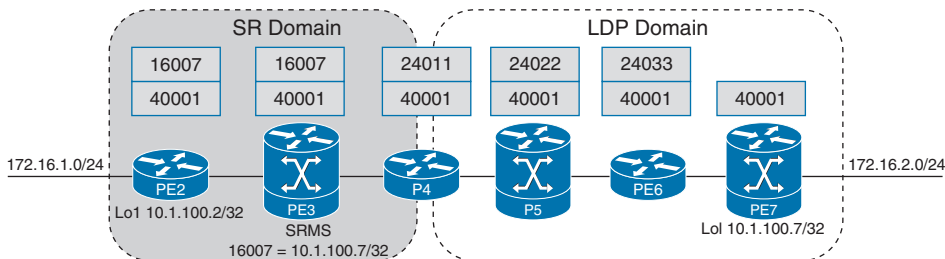 SR Domain
LDP Domain
16007
16007
24011
24022
24033
40001
40001
40001
40001
40001
40001
172.16.1.0/24
172.16.2.0/24
PE2
PE3
P4
P5
PE6
PE7
Lo1 10.1.100.2/32
SRMS
LoI 10.1.100.7/32
16007 = 10.1.100.7/32